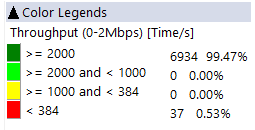 Color Legends
Throughput (0-2Mbps) [Time/s]
>= 2000 6934 99.47%
>= 2000 and < 1000 0 0.00%
>= 1000 and < 384 0 0.00%
< 384 37 0.53%